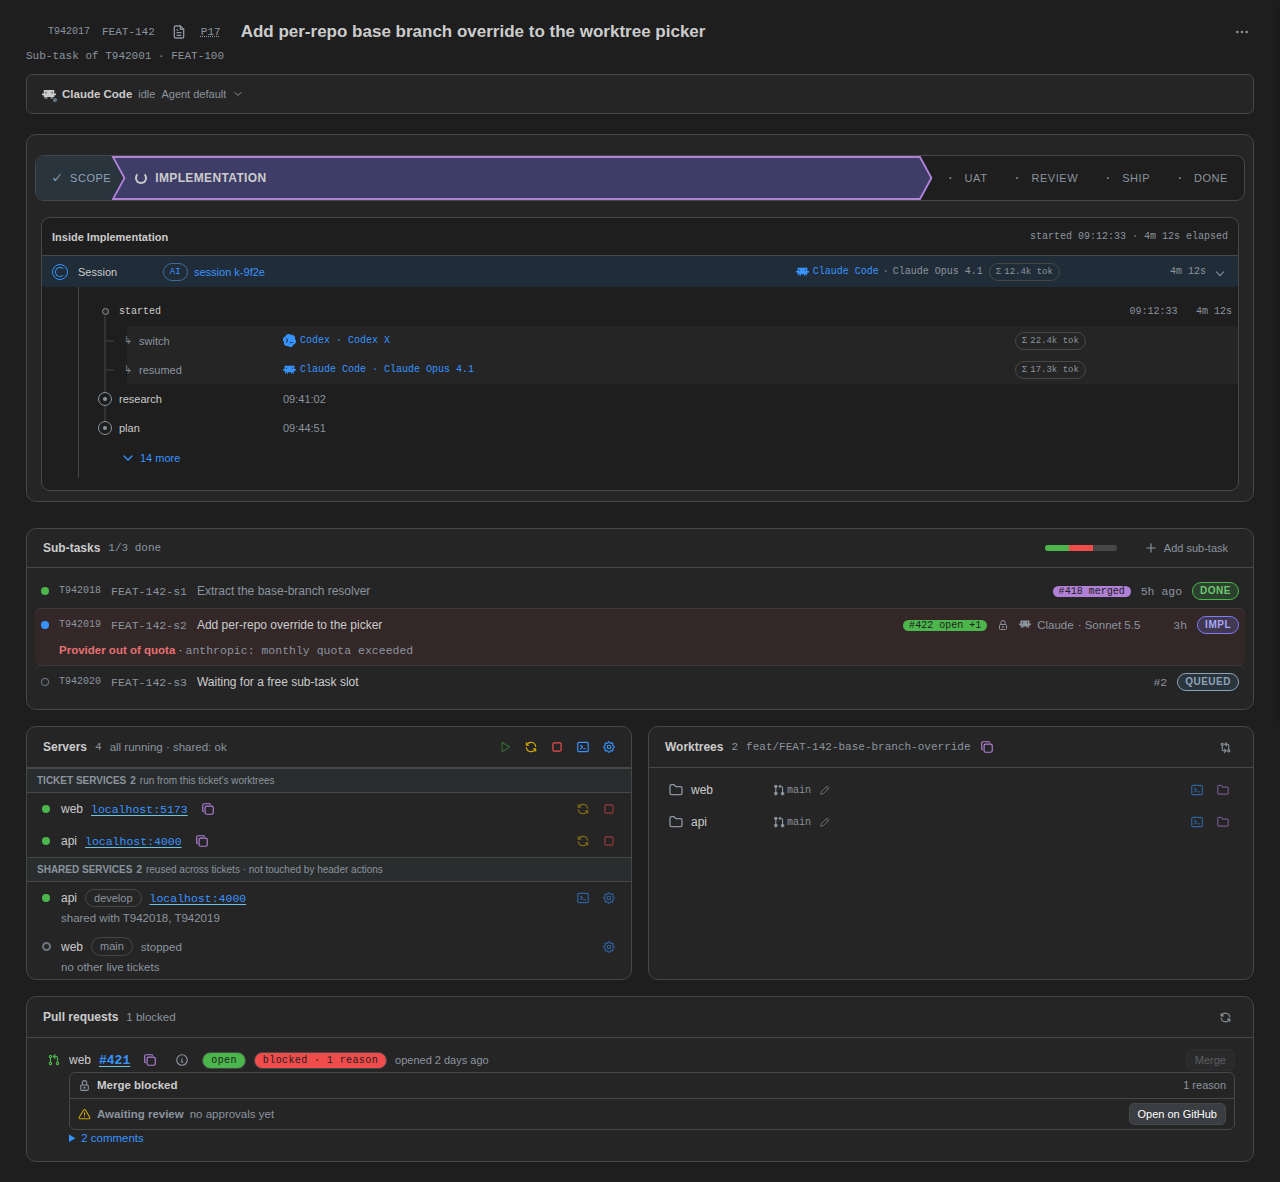 T942017 FEAT-142 P17 Add per-repo base branch override to the worktree picker
Sub-task of T942001 · FEAT-100
Claude Code idle Agent default
SCOPE IMPLEMENTATION · UAT · REVIEW · SHIP · DONE
Inside Implementation started 09:12:33 · 4m 12s elapsed
Session AI session k-9f2e Claude Code · Claude Opus 4.1 Σ 12.4k tok 4m 12s
started 09:12:33 4m 12s
↳ switch Codex · Codex X Σ 22.4k tok
↳ resumed Claude Code · Claude Opus 4.1 Σ 17.3k tok
research 09:41:02
plan 09:44:51
14 more
Sub-tasks 1/3 done Add sub-task
T942018 FEAT-142-s1 Extract the base-branch resolver #418 merged 5h ago DONE
T942019 FEAT-142-s2 Add per-repo override to the picker #422 open +1 Claude · Sonnet 5.5 3h IMPL
Provider out of quota · anthropic: monthly quota exceeded
T942020 FEAT-142-s3 Waiting for a free sub-task slot #2 QUEUED
Servers 4 all running · shared: ok
TICKET SERVICES 2 run from this ticket's worktrees
web localhost:5173
api localhost:4000
SHARED SERVICES 2 reused across tickets · not touched by header actions
api develop localhost:4000
shared with T942018, T942019
web main stopped
no other live tickets
Worktrees 2 feat/FEAT-142-base-branch-override
web main
api main
Pull requests 1 blocked
web #421 open blocked · 1 reason opened 2 days ago Merge
Merge blocked 1 reason
Awaiting review no approvals yet Open on GitHub
2 comments